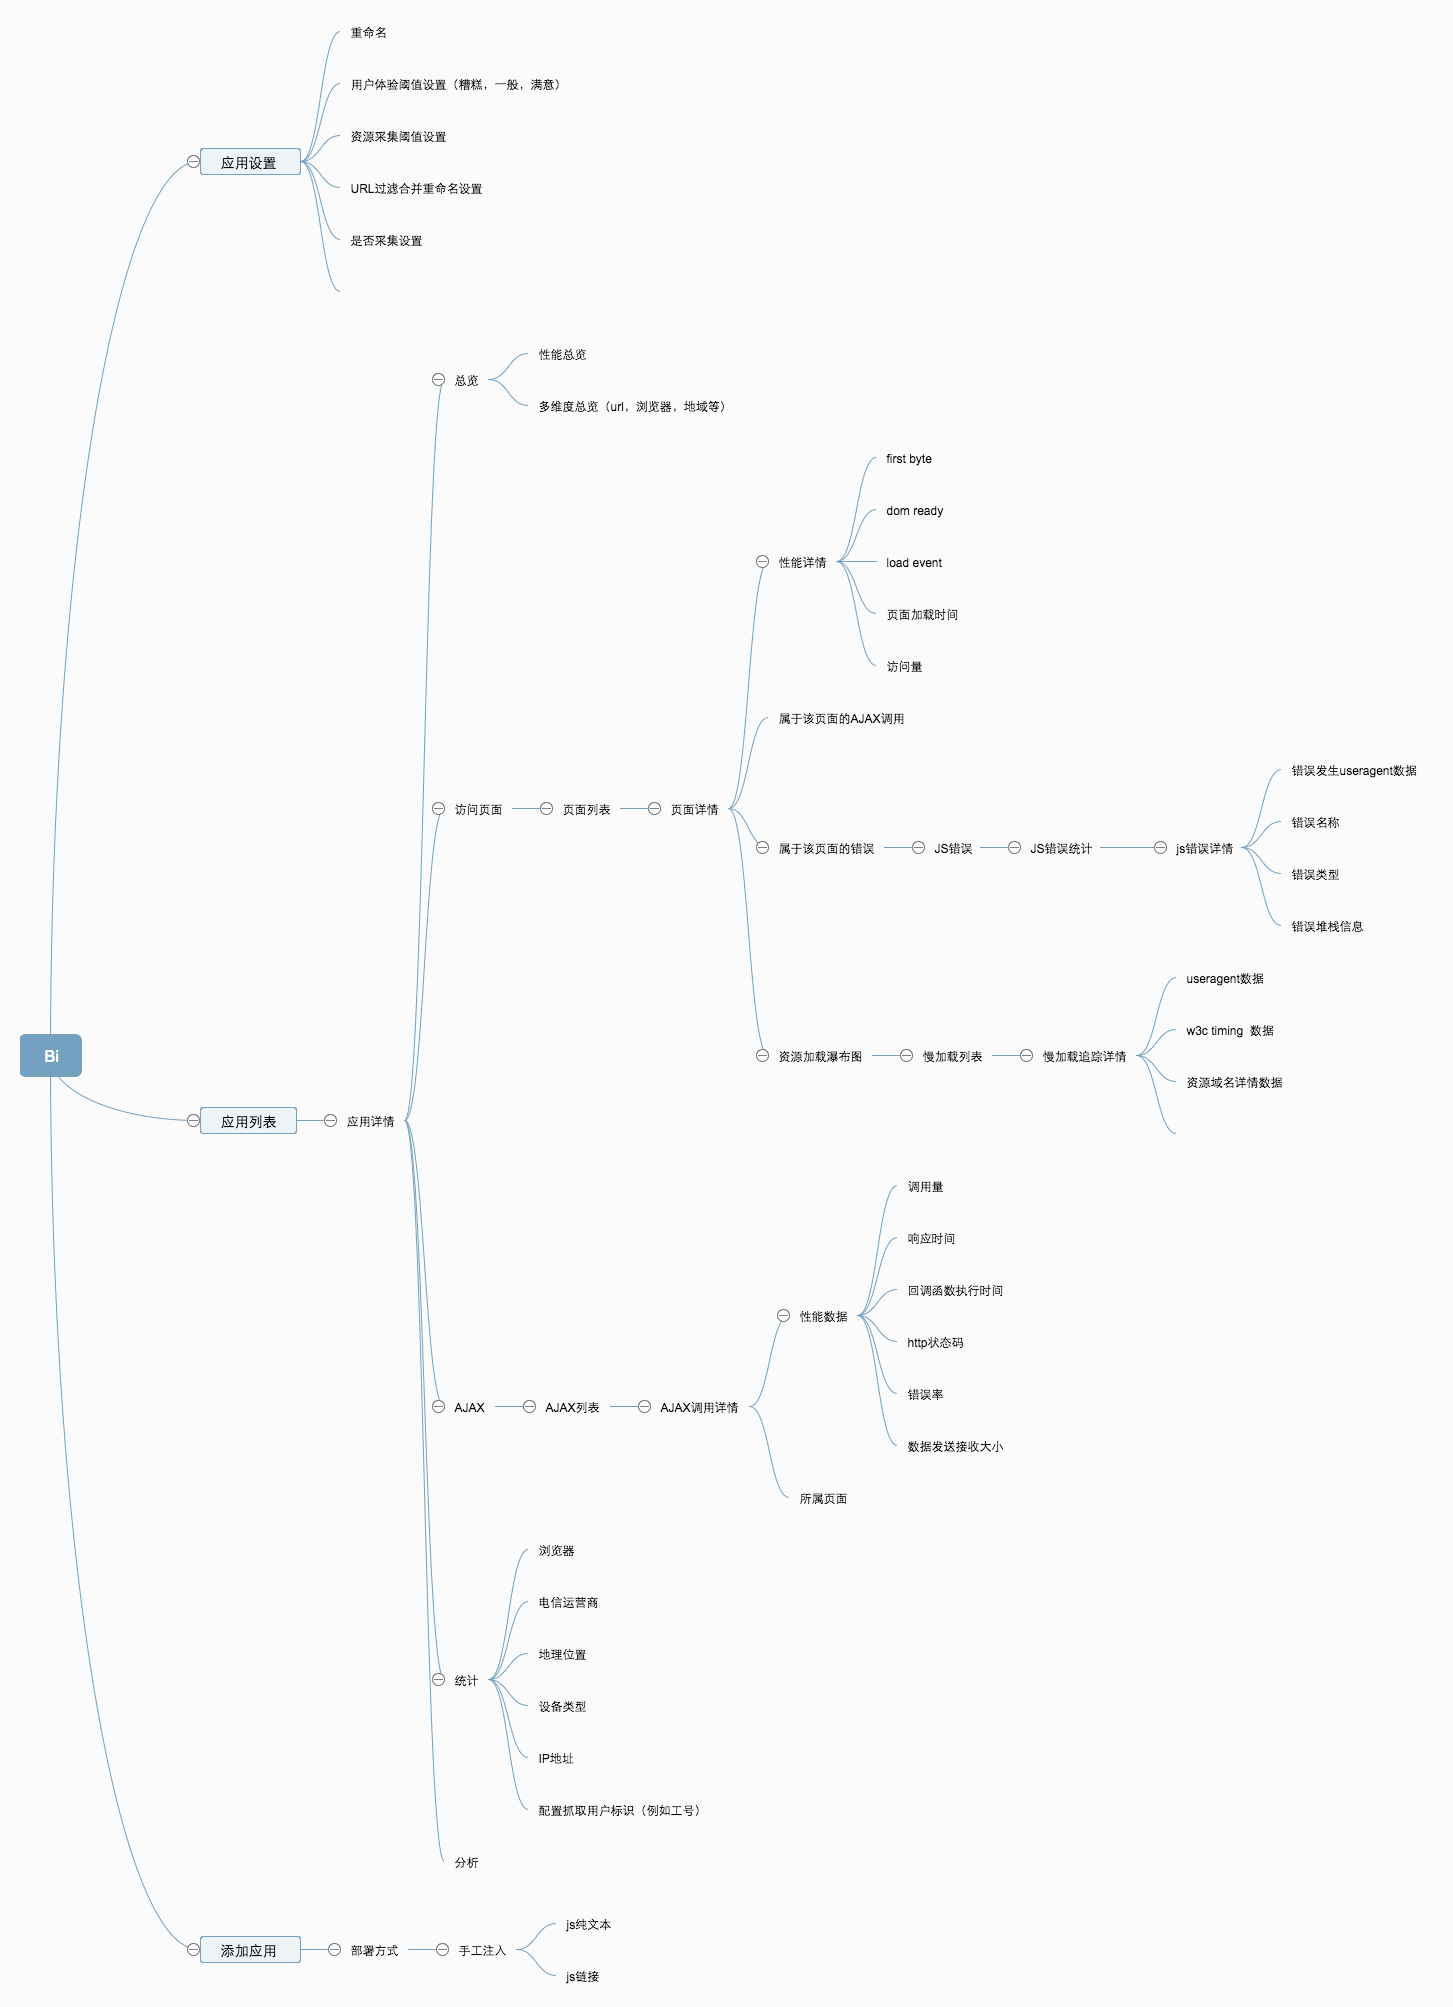 重命名
用户体验阈值设置（糟糕，一般，满意）
资源采集阈值设置
应用设置
URL过滤合并重命名设置
是否采集设置
性能总览
总览
多维度总览（url，浏览器，地域等）
first byte
dom ready
性能详情
load event
页面加载时间
访问量
属于该页面的AJAX调用
错误发生useragent数据
访问页面
页面列表
页面详情
错误名称
属于该页面的错误
JS错误
JS错误统计
js错误详情
错误类型
错误堆栈信息
useragent数据
w3c timing  数据
Bi
资源加载瀑布图
慢加载列表
慢加载追踪详情
资源域名详情数据
应用列表
应用详情
调用量
响应时间
回调函数执行时间
性能数据
http状态码
错误率
AJAX
AJAX列表
AJAX调用详情
数据发送接收大小
所属页面
浏览器
电信运营商
地理位置
统计
设备类型
IP地址
配置抓取用户标识（例如工号）
分析
js纯文本
添加应用
部署方式
手工注入
js链接